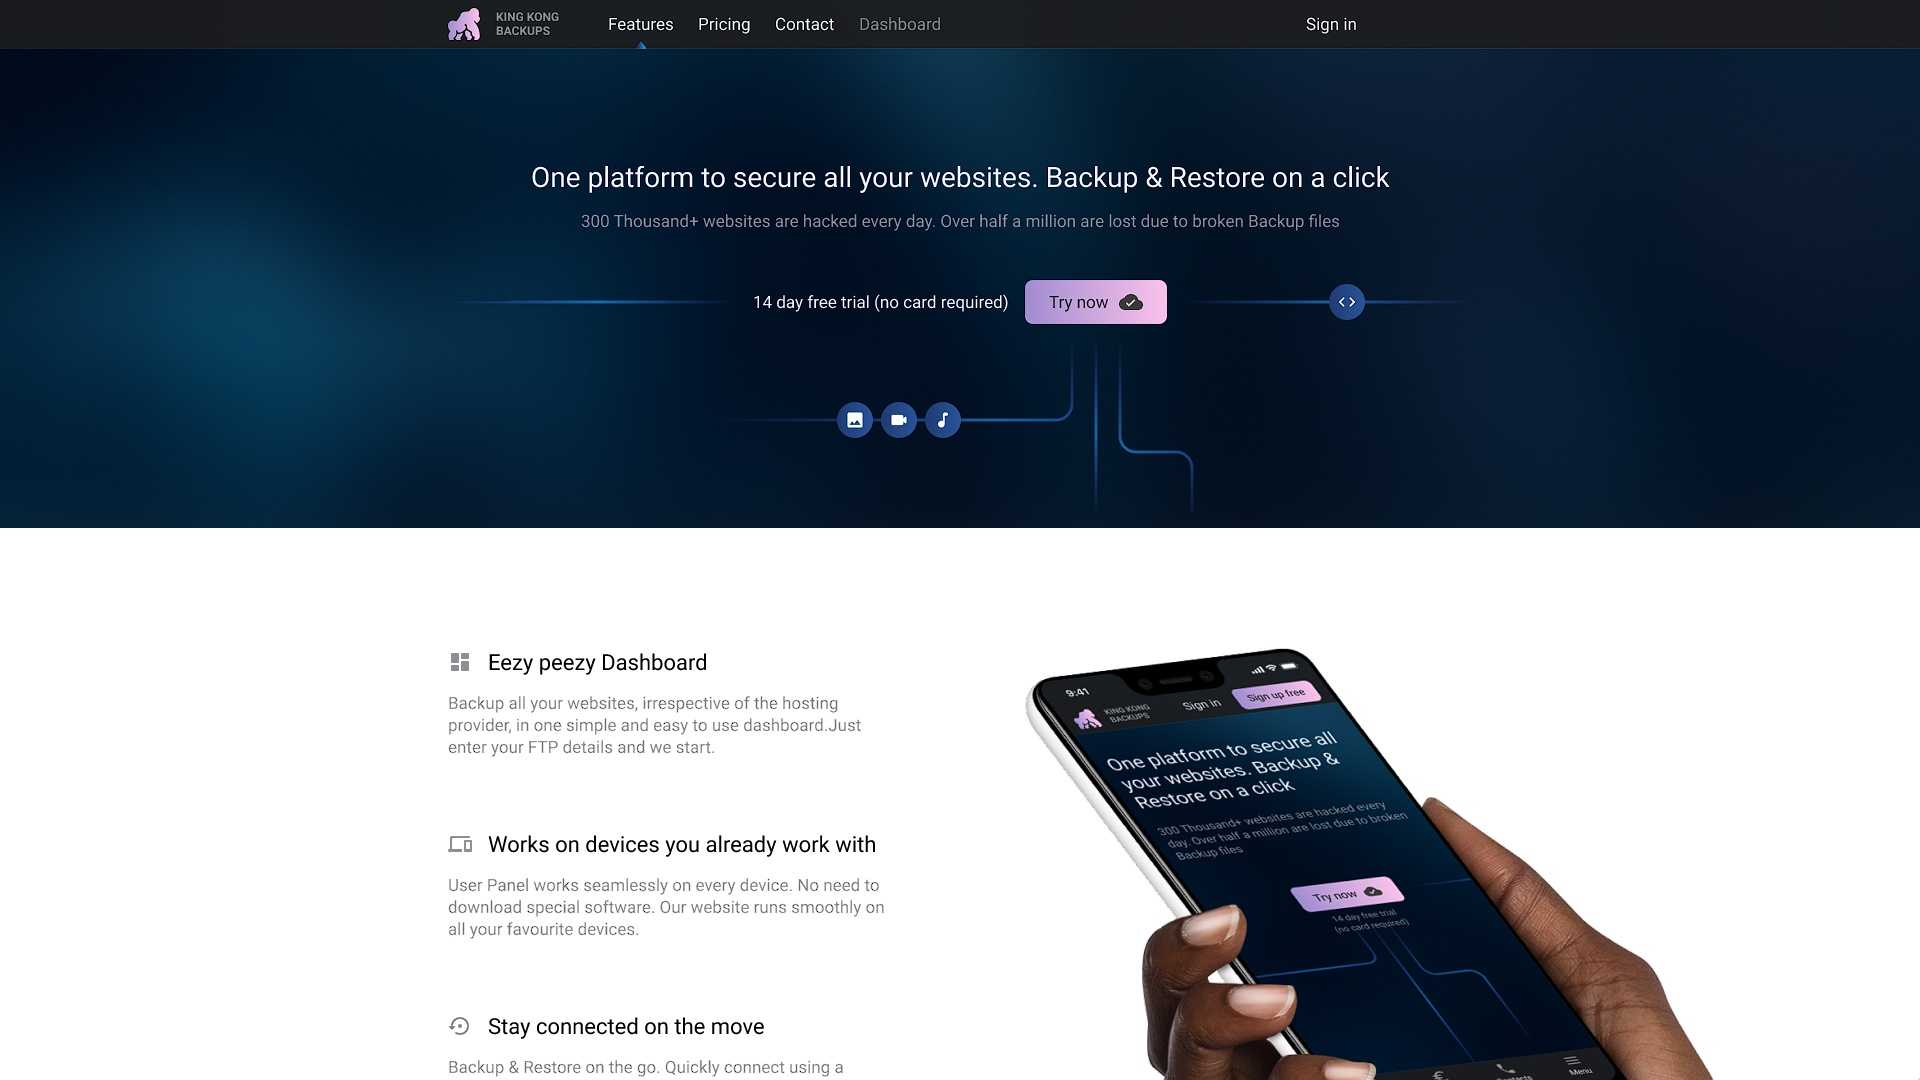 KING KONG
BACKUPS
Features
Pricing
Contact
Dashboard
Sign in
One platform to secure all your websites. Backup & Restore on a click
300 Thousand+ websites are hacked every day. Over half a million are lost due to broken Backup files
14 day free trial (no card required)
Try now
Eezy peezy Dashboard
Backup all your websites, irrespective of the hosting
provider, in one simple and easy to use dashboard.Just
enter your FTP details and we start.
Works on devices you already work with
User Panel works seamlessly on every device. No need to
download special software. Our website runs smoothly on
all your favourite devices.
Stay connected on the move
Backup & Restore on the go. Quickly connect using a
9:41
KING KONG
BACKUPS
Sign in
Sign up free
One platform to secure all
your websites. Backup &
Restore on a click
300 Thousand+ websites are hacked every
day. Over half a million are lost due to broken
Backup files
Try now
14 day free trial
(no card required)
Menu